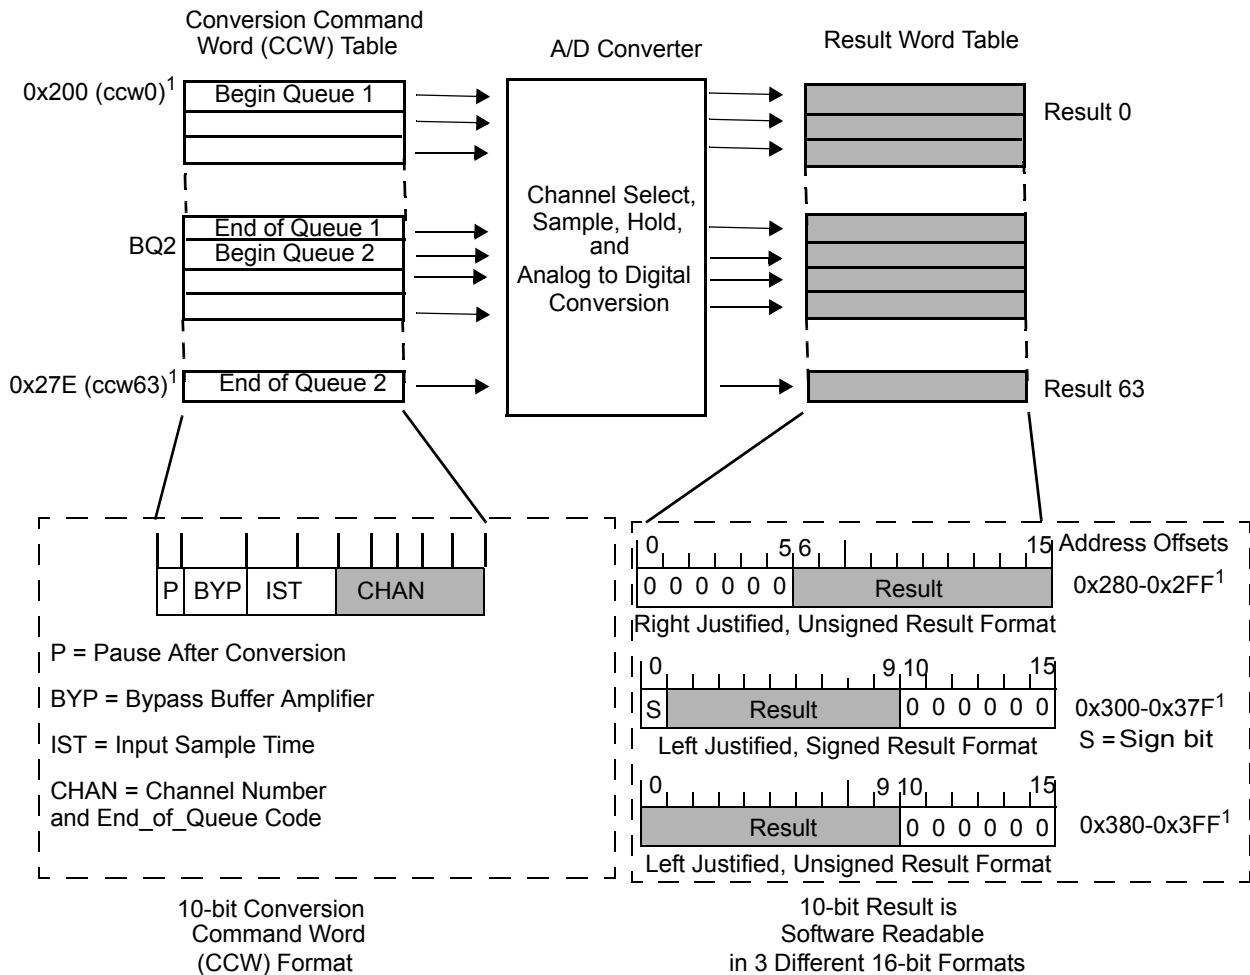 Conversion Command
Word (CCW) Table
A/D Converter
Result Word Table
0x200 (ccw0)1
Begin Queue 1
Result 0
Channel Select,
Sample, Hold,
and
Analog to Digital
Conversion
End of Queue 1
BQ2
Begin Queue 2
0x27E (ccw63)1
End of Queue 2
Result 63
P BYP IST CHAN
P = Pause After Conversion
BYP = Bypass Buffer Amplifier
IST = Input Sample Time
CHAN = Channel Number
and End_of_Queue Code
10-bit Conversion
Command Word
(CCW) Format
0 5 6 15 Address Offsets
0 0 0 0 0 0 Result 0x280-0x2FF1
Right Justified, Unsigned Result Format
0 9 10 15
S Result 0 0 0 0 0 0 0x300-0x37F1
Left Justified, Signed Result Format S = Sign bit
0 9 10 15
Result 0 0 0 0 0 0 0x380-0x3FF1
Left Justified, Unsigned Result Format
10-bit Result is
Software Readable
in 3 Different 16-bit Formats